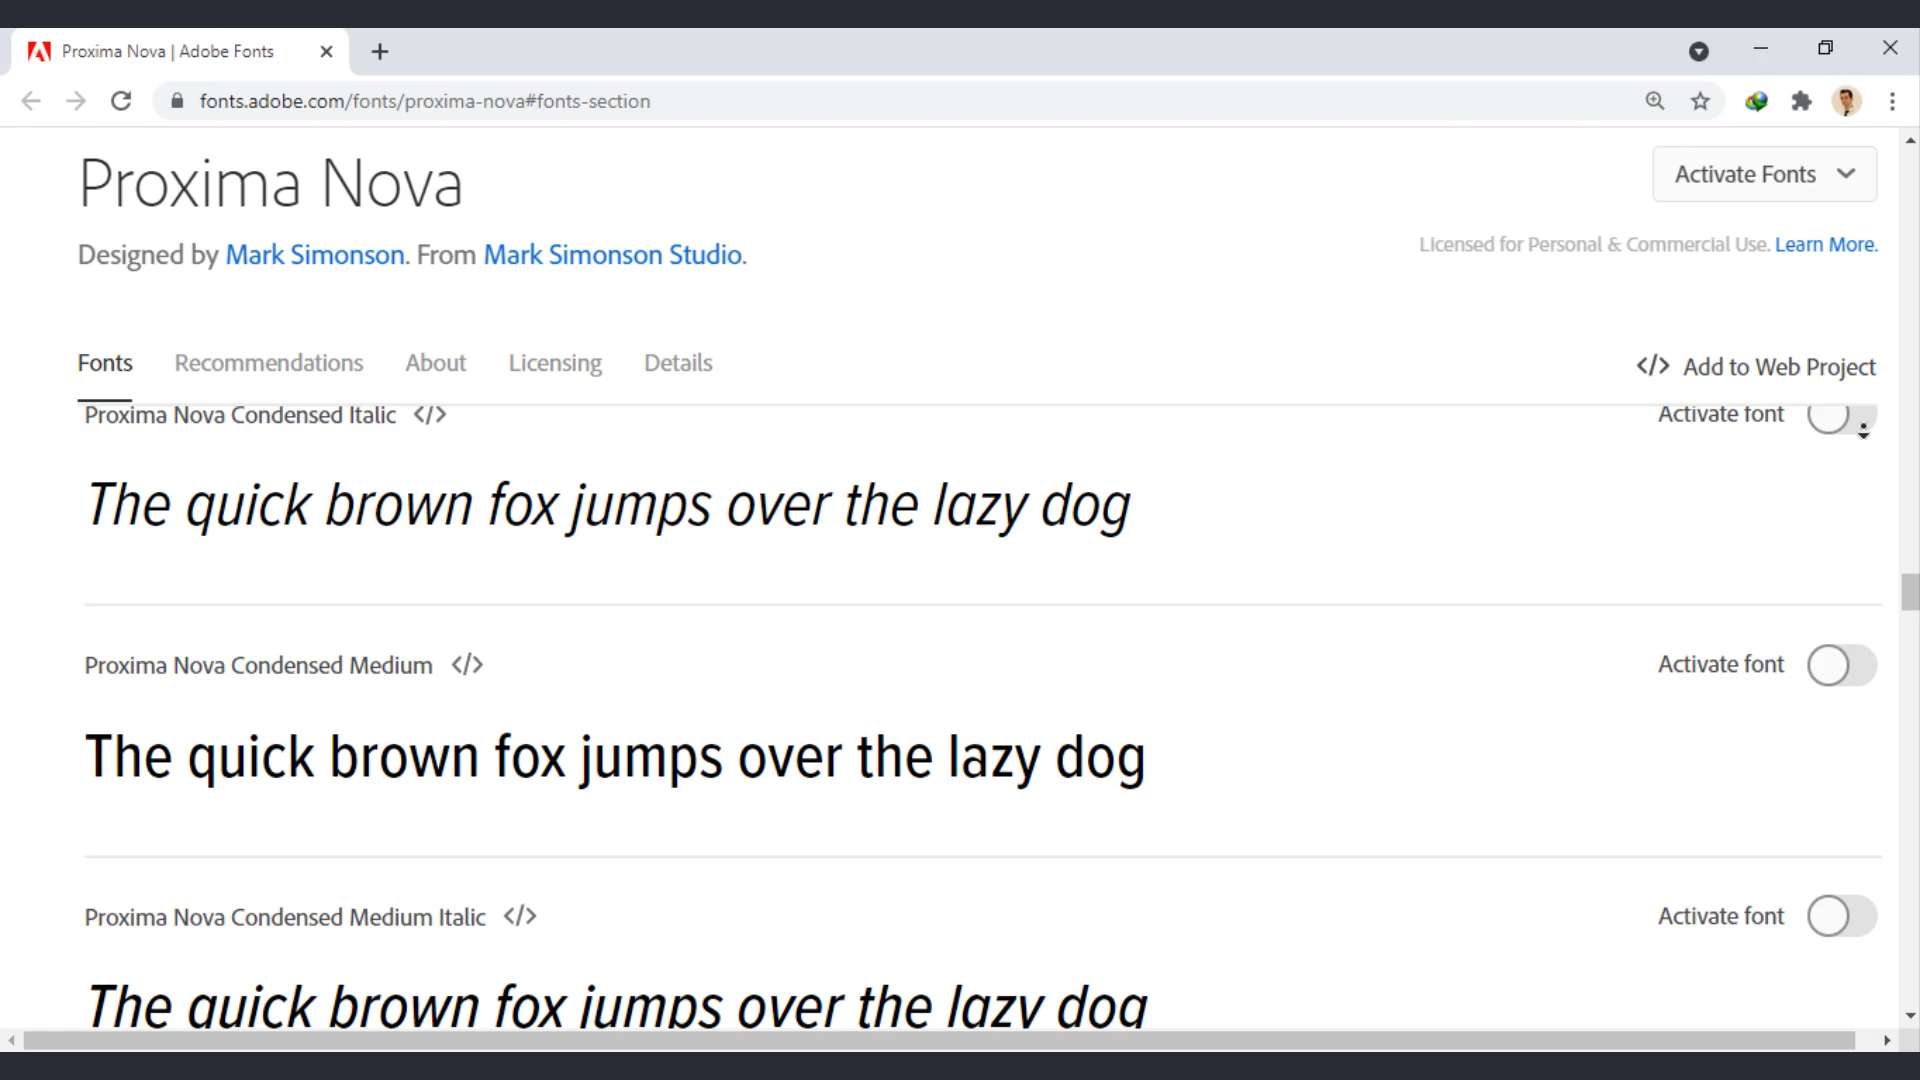 Proxima Nova | Adobe Fonts
fonts.adobe.com/fonts/proxima-nova#fonts-section
Proxima Nova
Activate Fonts
Designed by Mark Simonson. From Mark Simonson Studio.
Licensed for Personal & Commercial Use. Learn More.
Fonts Recommendations About Licensing Details
</> Add to Web Project
Proxima Nova Condensed Italic </>
Activate font
The quick brown fox jumps over the lazy dog
Proxima Nova Condensed Medium </>
Activate font
The quick brown fox jumps over the lazy dog
Proxima Nova Condensed Medium Italic </>
Activate font
The quick brown fox jumps over the lazy dog